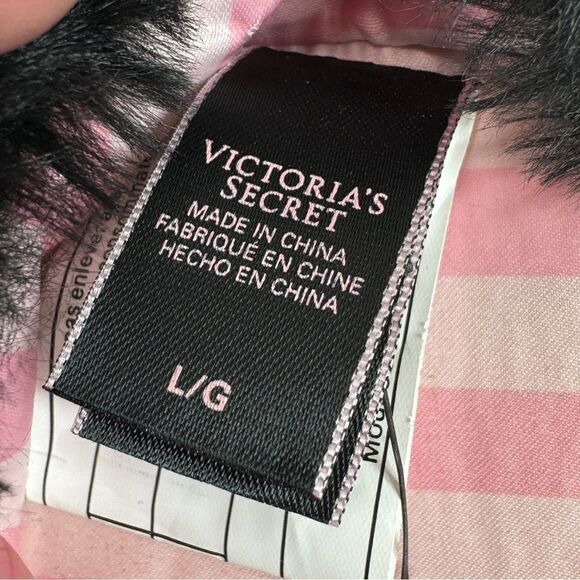 VICTORIA'S
SECRET
MADE IN CHINA
FABRIQUÉ EN CHINE
HECHO EN CHINA
L/G